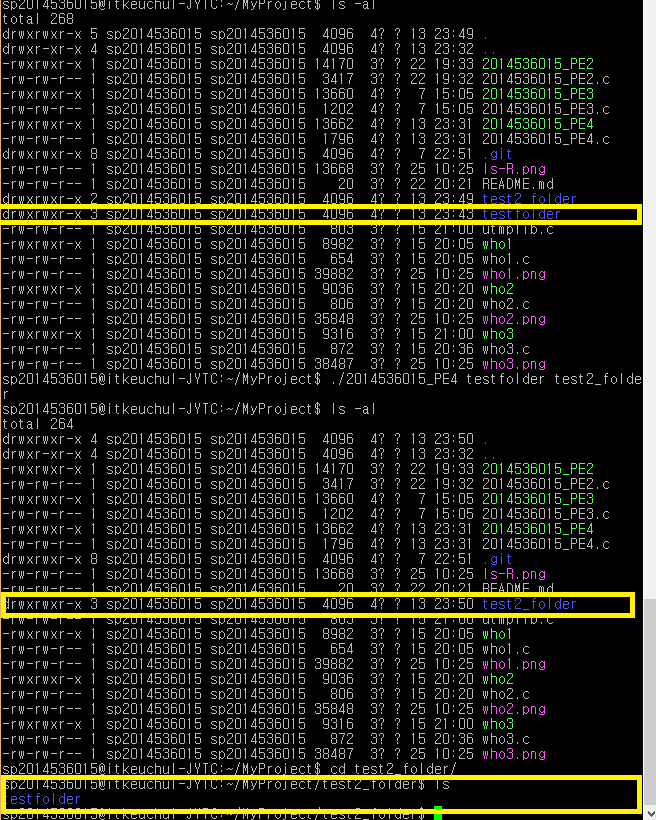 sp2014536015@itkeuchul-JYTC:~/MyProject$ ls -al
total 268
drwxrwxr-x 5 sp2014536015 sp2014536015 4096 4? ? 13 23:49 .
drwxr-xr-x 4 sp2014536015 sp2014536015 4096 4? ? 13 23:32 ..
-rwxrwxr-x 1 sp2014536015 sp2014536015 14170 3? ? 22 19:33 2014536015_PE2
-rw-rw-r-- 1 sp2014536015 sp2014536015 3417 3? ? 22 19:32 2014536015_PE2.c
-rwxrwxr-x 1 sp2014536015 sp2014536015 13660 4? ? 7 15:05 2014536015_PE3
-rw-rw-r-- 1 sp2014536015 sp2014536015 1202 4? ? 7 15:05 2014536015_PE3.c
-rwxrwxr-x 1 sp2014536015 sp2014536015 13662 4? ? 13 23:31 2014536015_PE4
-rw-rw-r-- 1 sp2014536015 sp2014536015 1796 4? ? 13 23:31 2014536015_PE4.c
drwxrwxr-x 8 sp2014536015 sp2014536015 4096 4? ? 7 22:51 .git
-rw-rw-r-- 1 sp2014536015 sp2014536015 13668 3? ? 25 10:25 ls-R.png
-rw-rw-r-- 1 sp2014536015 sp2014536015 20 3? ? 22 20:21 README.md
drwxrwxr-x 2 sp2014536015 sp2014536015 4096 4? ? 13 23:49 test2_folder
drwxrwxr-x 3 sp2014536015 sp2014536015 4096 4? ? 13 23:43 testfolder
-rw-rw-r-- 1 sp2014536015 sp2014536015 803 3? ? 15 21:00 utmplib.c
-rwxrwxr-x 1 sp2014536015 sp2014536015 8982 3? ? 15 20:05 who1
-rw-rw-r-- 1 sp2014536015 sp2014536015 654 3? ? 15 20:05 who1.c
-rw-rw-r-- 1 sp2014536015 sp2014536015 39882 3? ? 25 10:25 who1.png
-rwxrwxr-x 1 sp2014536015 sp2014536015 9036 3? ? 15 20:20 who2
-rw-rw-r-- 1 sp2014536015 sp2014536015 806 3? ? 15 20:20 who2.c
-rw-rw-r-- 1 sp2014536015 sp2014536015 35848 3? ? 25 10:25 who2.png
-rwxrwxr-x 1 sp2014536015 sp2014536015 9316 3? ? 15 21:00 who3
-rw-rw-r-- 1 sp2014536015 sp2014536015 872 3? ? 15 20:36 who3.c
-rw-rw-r-- 1 sp2014536015 sp2014536015 38487 3? ? 25 10:25 who3.png
sp2014536015@itkeuchul-JYTC:~/MyProject$ ./2014536015_PE4 testfolder test2_folde
r
sp2014536015@itkeuchul-JYTC:~/MyProject$ ls -al
total 264
drwxrwxr-x 4 sp2014536015 sp2014536015 4096 4? ? 13 23:50 .
drwxr-xr-x 4 sp2014536015 sp2014536015 4096 4? ? 13 23:32 ..
-rwxrwxr-x 1 sp2014536015 sp2014536015 14170 3? ? 22 19:33 2014536015_PE2
-rw-rw-r-- 1 sp2014536015 sp2014536015 3417 3? ? 22 19:32 2014536015_PE2.c
-rwxrwxr-x 1 sp2014536015 sp2014536015 13660 4? ? 7 15:05 2014536015_PE3
-rw-rw-r-- 1 sp2014536015 sp2014536015 1202 4? ? 7 15:05 2014536015_PE3.c
-rwxrwxr-x 1 sp2014536015 sp2014536015 13662 4? ? 13 23:31 2014536015_PE4
-rw-rw-r-- 1 sp2014536015 sp2014536015 1796 4? ? 13 23:31 2014536015_PE4.c
drwxrwxr-x 8 sp2014536015 sp2014536015 4096 4? ? 7 22:51 .git
-rw-rw-r-- 1 sp2014536015 sp2014536015 13668 3? ? 25 10:25 ls-R.png
-rw-rw-r-- 1 sp2014536015 sp2014536015 20 3? ? 22 20:21 README.md
drwxrwxr-x 3 sp2014536015 sp2014536015 4096 4? ? 13 23:50 test2_folder
-rw-rw-r-- 1 sp2014536015 sp2014536015 803 3? ? 15 21:00 utmplib.c
-rwxrwxr-x 1 sp2014536015 sp2014536015 8982 3? ? 15 20:05 who1
-rw-rw-r-- 1 sp2014536015 sp2014536015 654 3? ? 15 20:05 who1.c
-rw-rw-r-- 1 sp2014536015 sp2014536015 39882 3? ? 25 10:25 who1.png
-rwxrwxr-x 1 sp2014536015 sp2014536015 9036 3? ? 15 20:20 who2
-rw-rw-r-- 1 sp2014536015 sp2014536015 806 3? ? 15 20:20 who2.c
-rw-rw-r-- 1 sp2014536015 sp2014536015 35848 3? ? 25 10:25 who2.png
-rwxrwxr-x 1 sp2014536015 sp2014536015 9316 3? ? 15 21:00 who3
-rw-rw-r-- 1 sp2014536015 sp2014536015 872 3? ? 15 20:36 who3.c
-rw-rw-r-- 1 sp2014536015 sp2014536015 38487 3? ? 25 10:25 who3.png
sp2014536015@itkeuchul-JYTC:~/MyProject$ cd test2_folder/
sp2014536015@itkeuchul-JYTC:~/MyProject/test2_folder$ ls
testfolder
sp2014536015@itkeuchul-JYTC:~/MyProject/test2_folder$